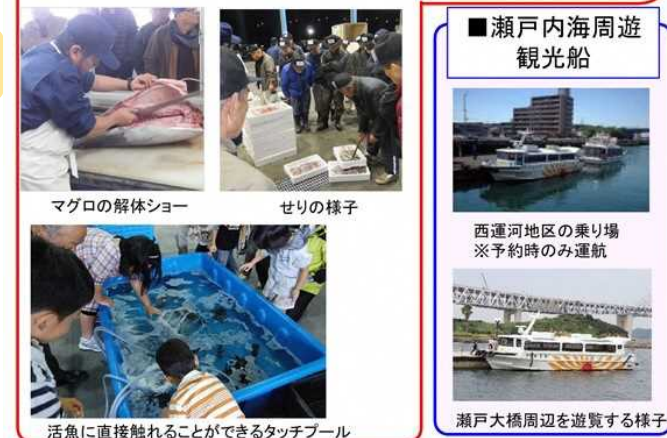 マグロの解体ショー
せりの様子
活魚に直接触れることができるタッチプール
■瀬戸内海周遊
観光船
西運河地区の乗り場
※予約時のみ運航
瀬戸大橋周辺を遊覧する様子